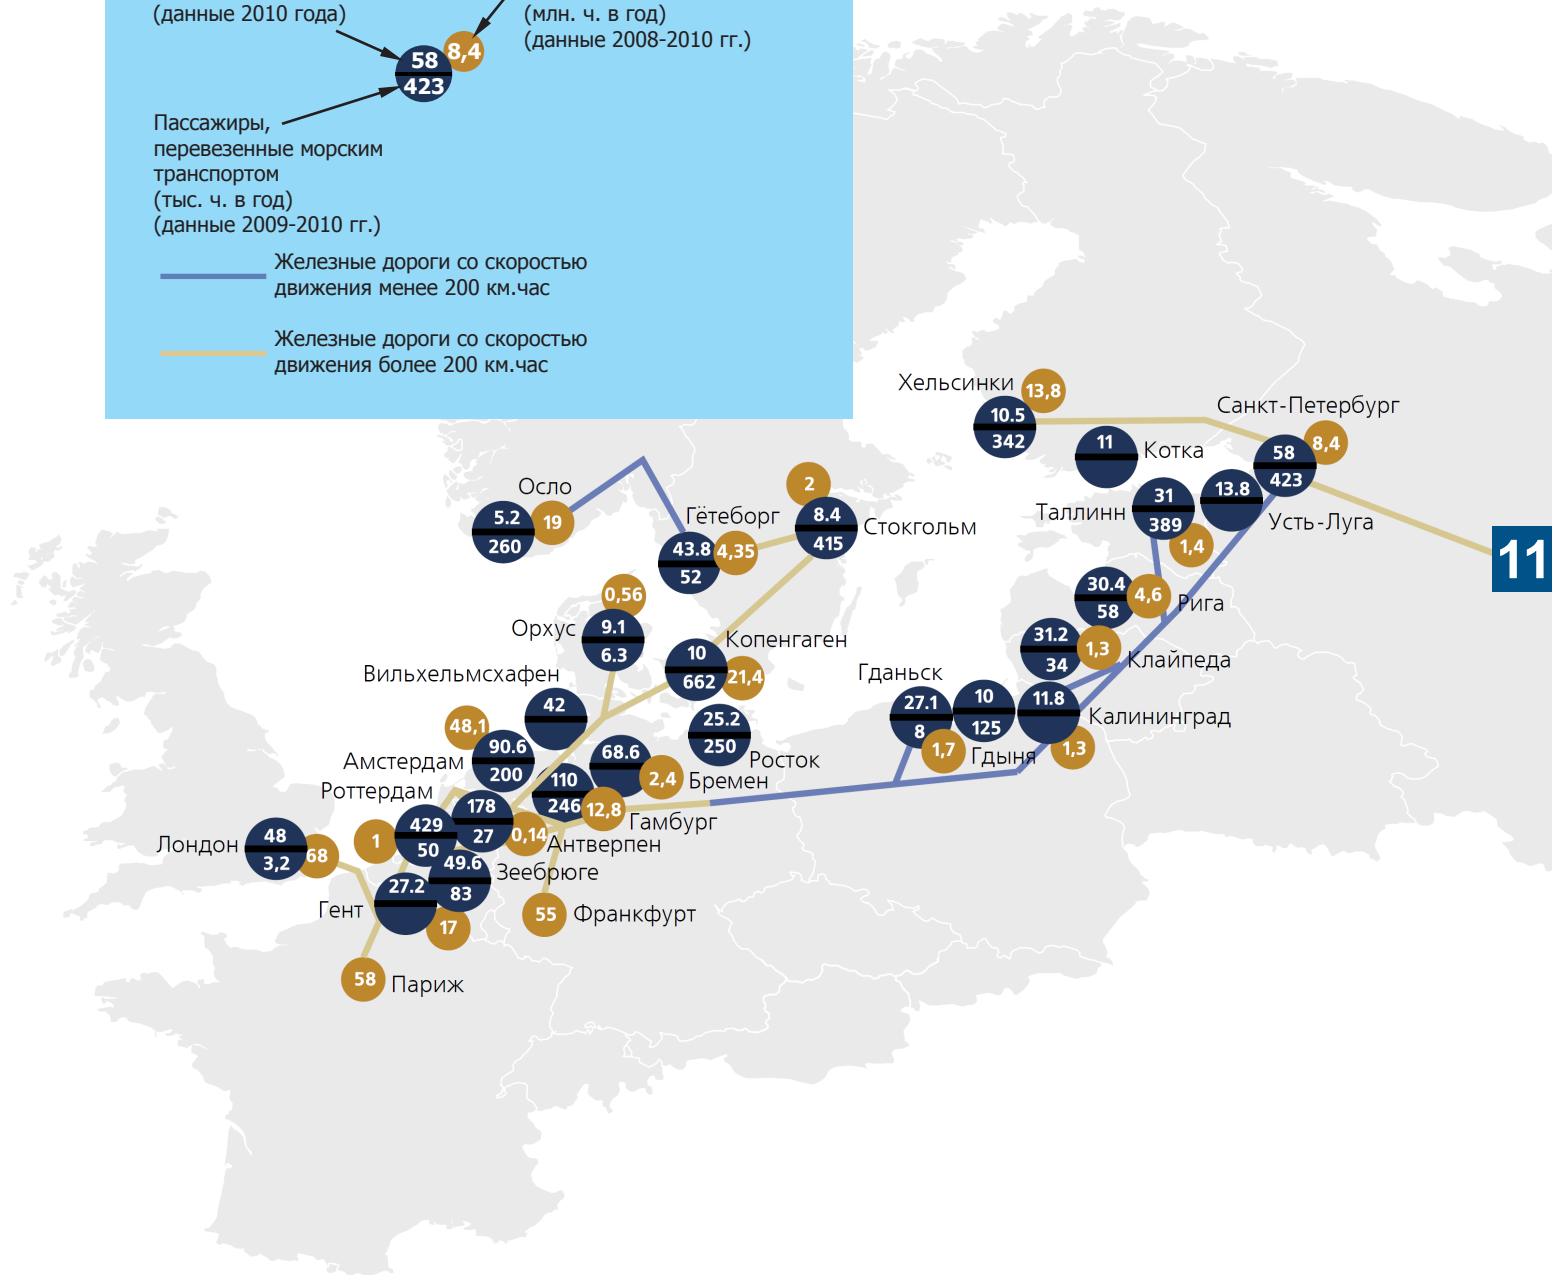 (данные 2010 года)
(млн. ч. в год)
(данные 2008-2010 гг.)
8,4
58
423
Пассажиры,
перевезенные морским
транспортом
(тыс. ч. в год)
(данные 2009-2010 гг.)
Железные дороги со скоростью
движения менее 200 км.час
Железные дороги со скоростью
движения более 200 км.час
Хельсинки
13,8
10.5
342
Санкт-Петербург
8,4
58
423
11
Котка
Осло
5.2
260
19
Гётеборг
43.8
52
4,35
2
8.4
415
Стокгольм
Таллинн
31
389
1,4
13.8
Усть-Луга
11
30.4
58
4,6
Рига
0,56
Орхус
9.1
6.3
Копенгаген
10
662
21,4
31.2
34
1,3
Клайпеда
Вильхельмсхафен
42
Гданьск
27.1
8
1,7
10
125
Гдыня
11.8
Калининград
1,3
48,1
Амстердам
90.6
200
25.2
250
Росток
68.6
2,4
Бремен
Роттердам
429
50
1
110
246
12,8
Гамбург
178
27
0,14
Антверпен
Лондон
48
3,2
68
49.6
83
Зеебрюге
Гент
27.2
17
55
Франкфурт
58
Париж